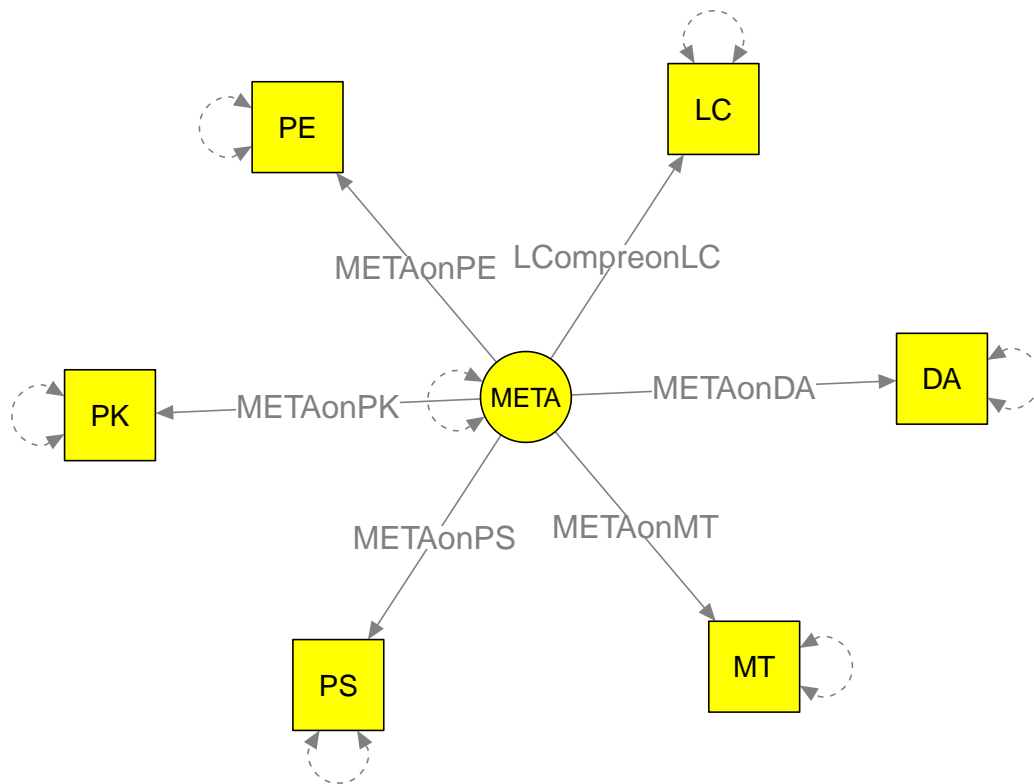 LC
PE
LCompreonLC
METAonPE
DA
METAonDA
META
METAonPK
PK
METAonMT
METAonPS
MT
PS